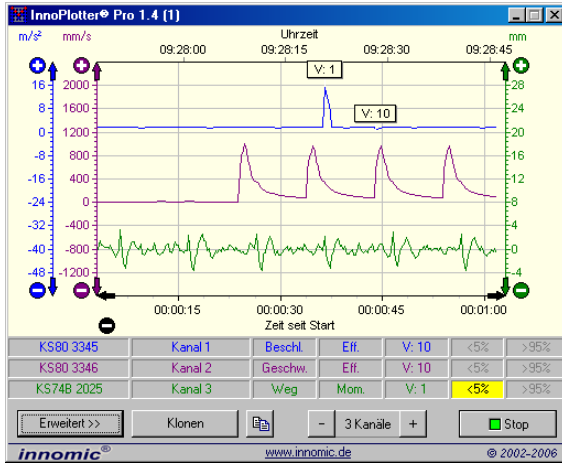 InnoPlotter® Pro 1.4 (1)
m/s² mm/s Uhrzeit mm
09:28:00 09:28:15 09:28:30 09:28:45
V: 1
V: 10
16 2000 28
8 1600 24
0 1200 20
-8 800 16
-16 400 12
-24 0 8
-32 -400 4
-40 -800 0
-48 -1200 -4
00:00:15 00:00:30 00:00:45 00:01:00
Zeit seit Start
KS80 3345 Kanal 1 Beschl. Eff. V: 10 <5% >95%
KS80 3346 Kanal 2 Geschw. Eff. V: 10 <5% >95%
KS74B 2025 Kanal 3 Weg Mom. V: 1 <5% >95%
Erweitert >> Klonen - 3 Kanäle + Stop
innomic® www.innomic.de © 2002-2006